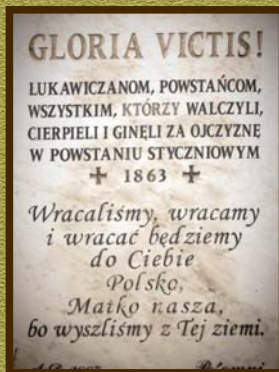 GLORIA VICTIS!
ŁUKAWICZANOM, POWSTAŃCOM,
WSZYSTKIM, KTÓRZY WALCZYLI,
CIERPIELI I GINĘLI ZA OJCZYZNĘ
W POWSTANIU STYCZNIOWYM
1863
Wracaliśmy, wracamy
i wracać będziemy
do Ciebie
Polsko,
Matko nasza,
bo wyszliśmy z Tej ziemi.